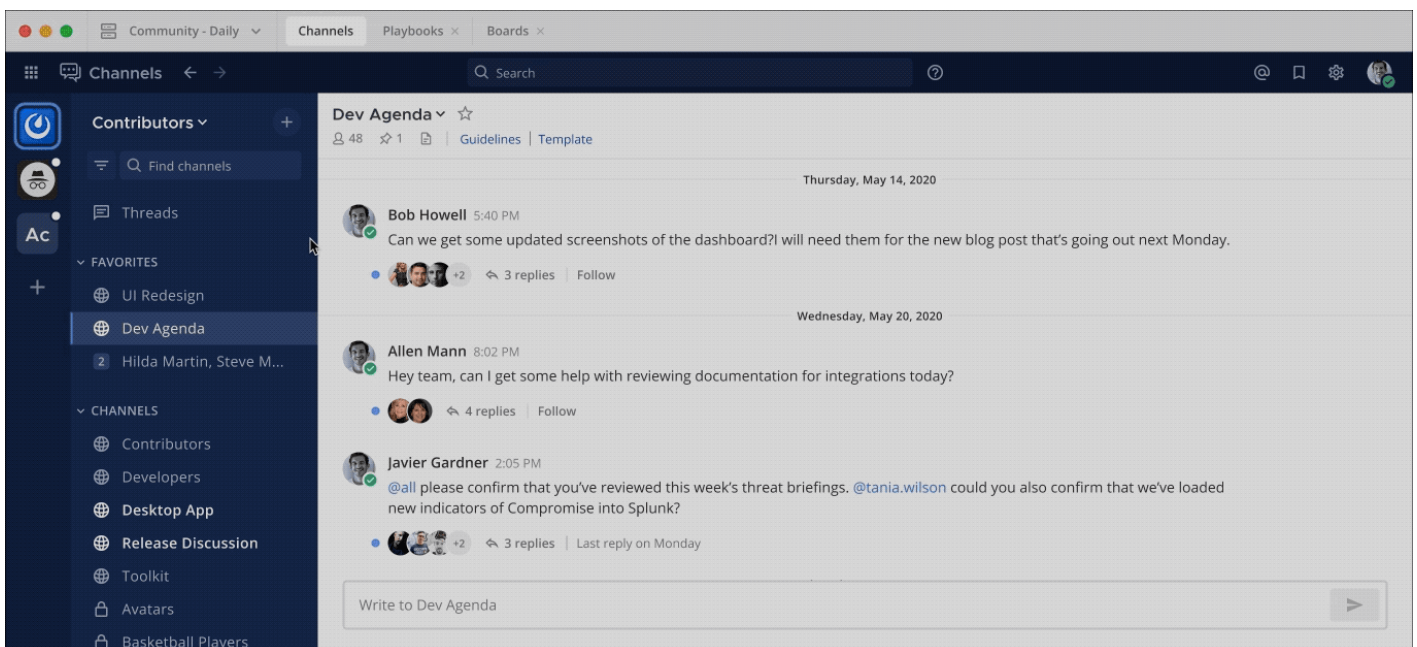 Community - Daily
Channels
Playbooks
Boards
Channels
Search
Contributors
Find channels
Ac
Threads
FAVORITES
UI Redesign
Dev Agenda
2 Hilda Martin, Steve M...
CHANNELS
Contributors
Developers
Desktop App
Release Discussion
Toolkit
Avatars
Basketball Players
Dev Agenda
48 1 Guidelines Template
Thursday, May 14, 2020
Bob Howell 5:40 PM
Can we get some updated screenshots of the dashboard?I will need them for the new blog post that’s going out next Monday.
+2 3 replies Follow
Wednesday, May 20, 2020
Allen Mann 8:02 PM
Hey team, can I get some help with reviewing documentation for integrations today?
4 replies Follow
Javier Gardner 2:05 PM
@all please confirm that you’ve reviewed this week’s threat briefings. @tania.wilson could you also confirm that we’ve loaded
new indicators of Compromise into Splunk?
+2 3 replies Last reply on Monday
Write to Dev Agenda